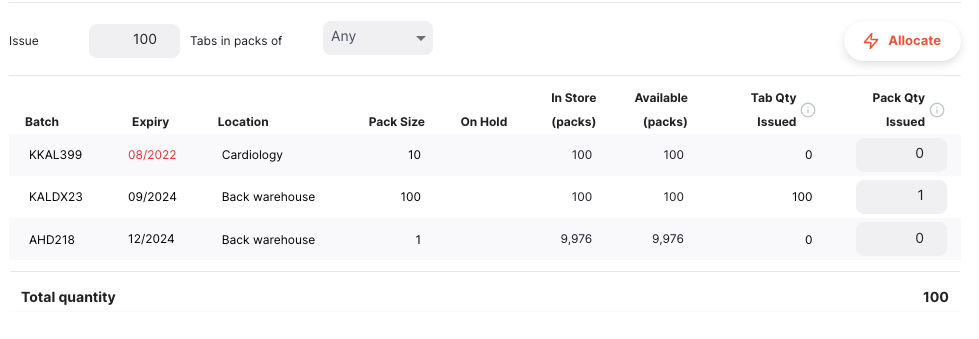 Issue 100 Tabs in packs of Any Allocate
In Store Available Tab Qty Pack Qty
Batch Expiry Location Pack Size On Hold (packs) (packs) Issued Issued
KKAL399 08/2022 Cardiology 10 100 100 0 0
KALDX23 09/2024 Back warehouse 100 100 100 100 1
AHD218 12/2024 Back warehouse 1 9,976 9,976 0 0
Total quantity 100